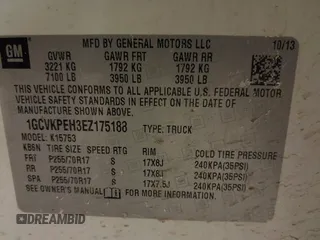 GM
MFD BY GENERAL MOTORS LLC 10/13
GVWR GAWR FRT GAWR RR
3221 KG 1792 KG 1792 KG
7100 LB 3950 LB 3950 LB
THIS VEHICLE CONFORMS TO ALL APPLICABLE U.S. FEDERAL MOTOR
VEHICLE SAFETY STANDARDS IN EFFECT ON THE DATE OF
MANUFACTURE SHOWN ABOVE.
1GCVKPEH3EZ175188 TYPE: TRUCK
MODEL: K15753
TIRE SIZE SPEED RTG RIM COLD TIRE PRESSURE
FRT P255/70R17 S 17X8J 240KPA(35PSI)
RR P255/70R17 S 17X8J 240KPA(35PSI)
SPA P255/70R17 S 17X7.5J 240KPA(35PSI)
SEE OWNER'S MANUAL
DREAMBID